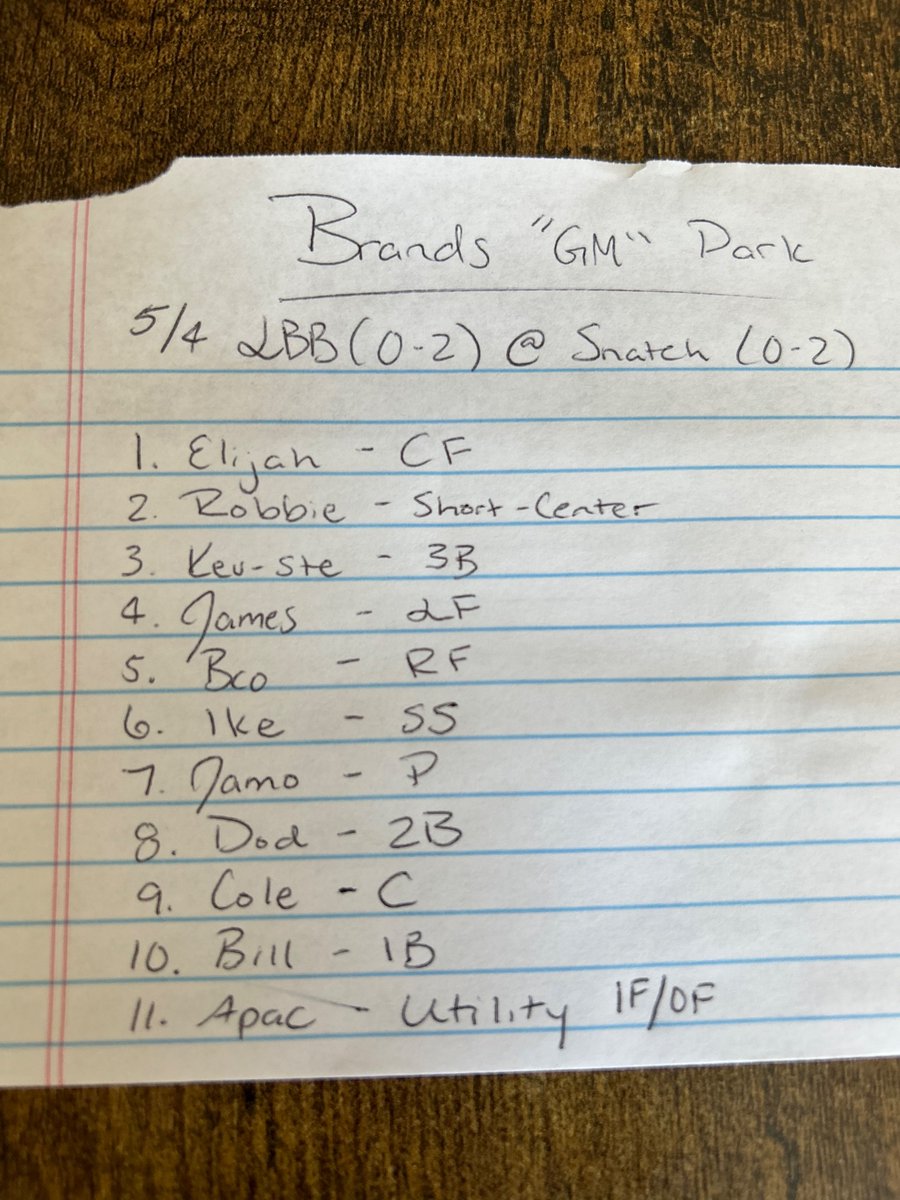 Brands "GM" Park
5/4 LBB (0-2) @ Snatch (0-2)
1. Elijah - CF
2. Robbie - Short-Center
3. Kev-Ste - 3B
4. James - LF
5. Bco - RF
6. Ike - SS
7. Jamo - P
8. Dod - 2B
9. Cole - C
10. Bill - 1B
11. Apac - Utility IF/OF